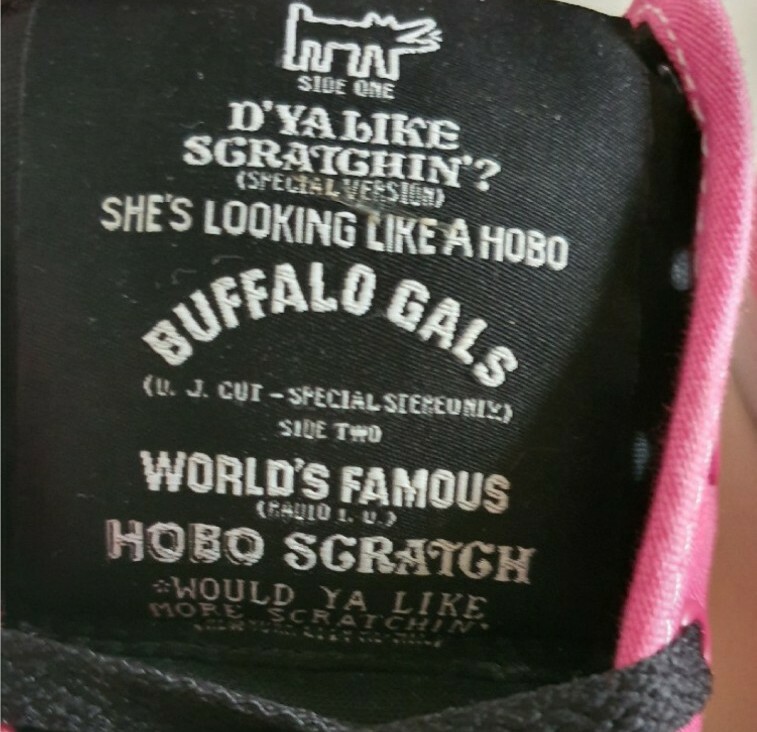 SIDE ONE
D'YA LIKE
SCRATCHIN'?
(SPECIAL VERSION)
SHE'S LOOKING LIKE A HOBO
BUFFALO GALS
(D. J. CUT – SPECIAL STEREO MIX)
SIDE TWO
WORLD'S FAMOUS
(RADIO I. D.)
HOBO SCRATCH
*WOULD YA LIKE
MORE SCRATCHIN'